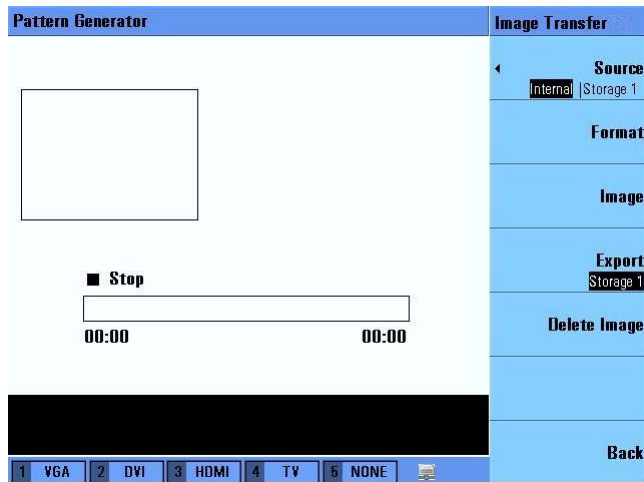 Pattern Generator
Image Transfer
Source
Internal |Storage 1
Format
Image
Export
Storage 1
Stop
00:00 00:00
Delete Image
Back
1 VGA 2 DVI 3 HDMI 4 TV 5 NONE